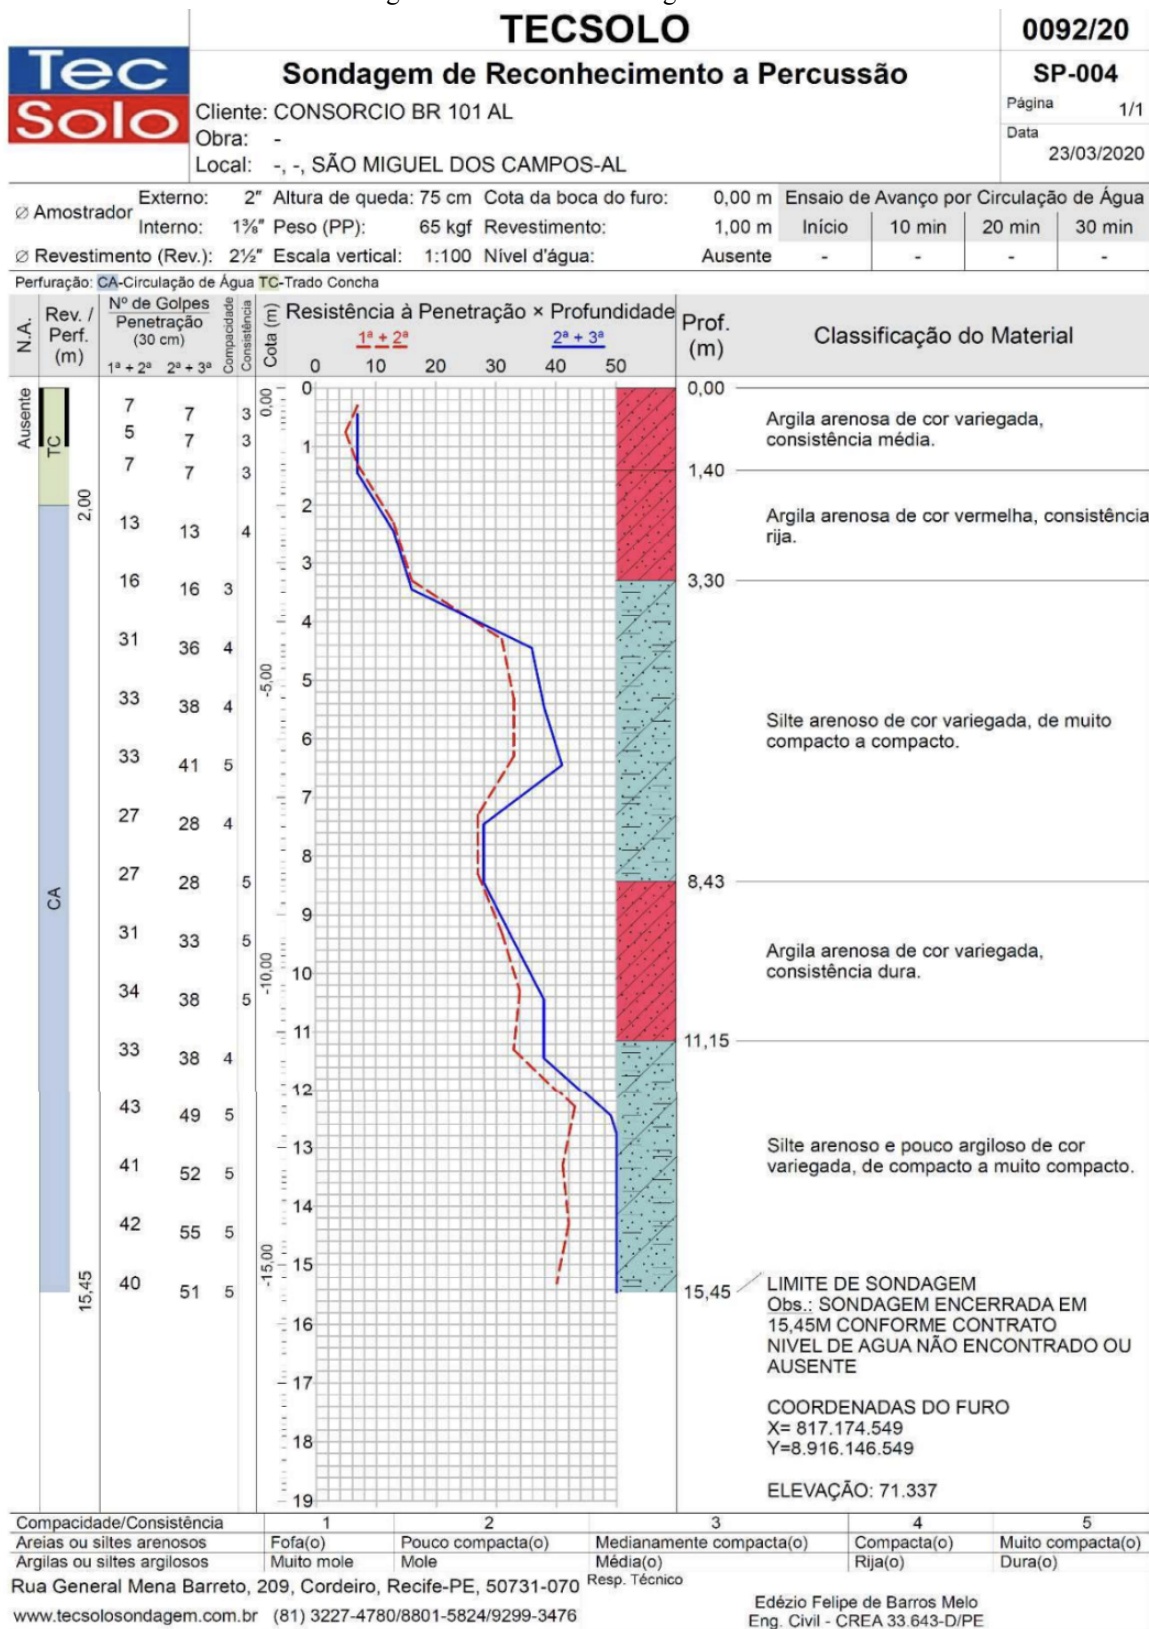 TECSOLO
0092/20
Tec
Solo
Sondagem de Reconhecimento a Percussão
SP-004
Cliente: CONSORCIO BR 101 AL
Página 1/1
Obra: -
Data
Local: -, -, SÃO MIGUEL DOS CAMPOS-AL
23/03/2020
Ø Amostrador Externo: 2" Altura de queda: 75 cm Cota da boca do furo: 0,00 m Ensaio de Avanço por Circulação de Água
Interno: 1⅜" Peso (PP): 65 kgf Revestimento: 1,00 m Início 10 min 20 min 30 min
Ø Revestimento (Rev.): 2½" Escala vertical: 1:100 Nível d'água: Ausente - - - -
Perfuração: CA-Circulação de Água TC-Trado Concha
N.A.
Rev. / Perf. (m)
Nº de Golpes
Penetração
(30 cm)
1ª + 2ª 2ª + 3ª
Compacidade
Consistência
Cota (m)
Resistência à Penetração × Profundidade
1ª + 2ª 2ª + 3ª
0 10 20 30 40 50
Prof. (m)
Classificação do Material
Ausente
TC
2,00
CA
15,45
7 7 3
5 7 3
7 7 3
13 13 4
16 16 3
31 36 4
33 38 4
33 41 5
27 28 4
27 28 5
31 33 5
34 38 5
33 38 4
43 49 5
41 52 5
42 55 5
40 51 5
0,00
-5,00
-10,00
-15,00
0
1
2
3
4
5
6
7
8
9
10
11
12
13
14
15
16
17
18
19
0,00
Argila arenosa de cor variegada,
consistência média.
1,40
Argila arenosa de cor vermelha, consistência
rija.
3,30
Silte arenoso de cor variegada, de muito
compacto a compacto.
8,43
Argila arenosa de cor variegada,
consistência dura.
11,15
Silte arenoso e pouco argiloso de cor
variegada, de compacto a muito compacto.
15,45
LIMITE DE SONDAGEM
Obs.: SONDAGEM ENCERRADA EM
15,45M CONFORME CONTRATO
NIVEL DE AGUA NÃO ENCONTRADO OU
AUSENTE
COORDENADAS DO FURO
X= 817.174.549
Y=8.916.146.549
ELEVAÇÃO: 71.337
Compacidade/Consistência 1 2 3 4 5
Areias ou siltes arenosos Fofa(o) Pouco compacta(o) Medianamente compacta(o) Compacta(o) Muito compacta(o)
Argilas ou siltes argilosos Muito mole Mole Média(o) Rija(o) Dura(o)
Rua General Mena Barreto, 209, Cordeiro, Recife-PE, 50731-070
Resp. Técnico
www.tecsolosondagem.com.br (81) 3227-4780/8801-5824/9299-3476
Edézio Felipe de Barros Melo
Eng. Civil - CREA 33.643-D/PE